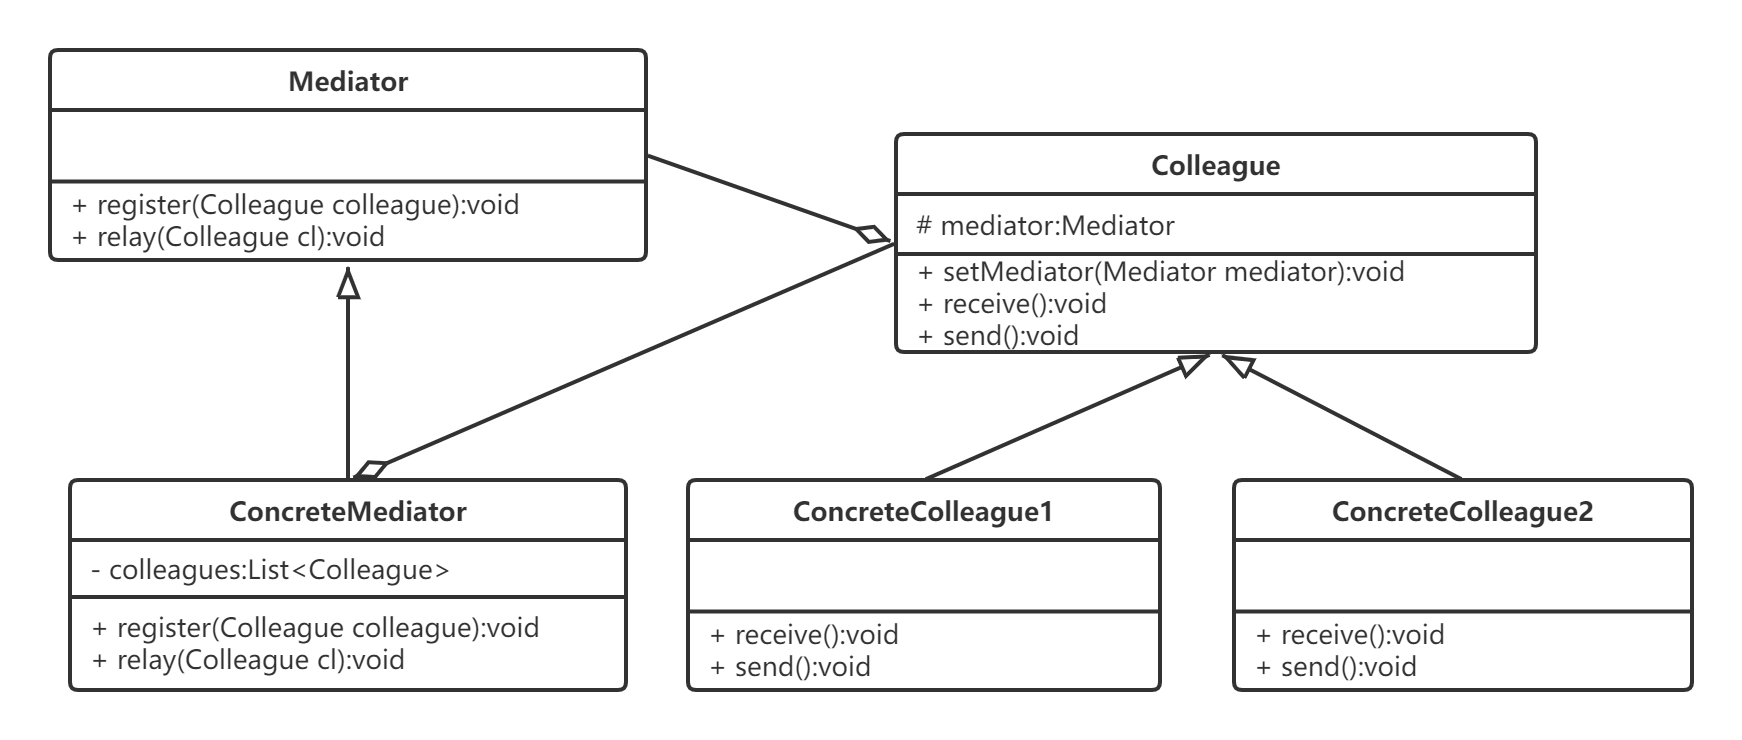 Mediator
+ register(Colleague colleague):void
+ relay(Colleague cl):void
Colleague
# mediator:Mediator
+ setMediator(Mediator mediator):void
+ receive():void
+ send():void
ConcreteMediator
- colleagues:List<Colleague>
+ register(Colleague colleague):void
+ relay(Colleague cl):void
ConcreteColleague1
+ receive():void
+ send():void
ConcreteColleague2
+ receive():void
+ send():void